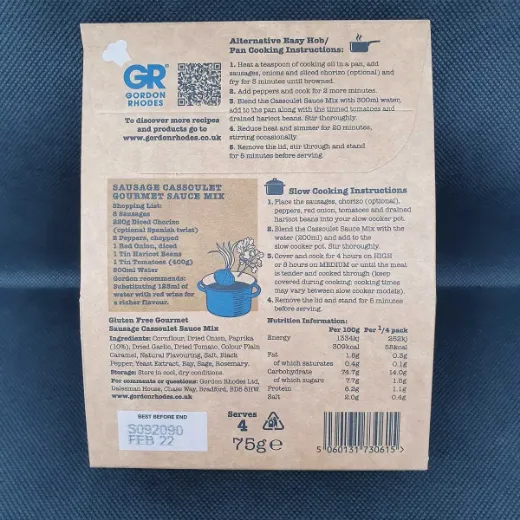 GR
GORDON
RHODES
To discover more recipes
and products go to
www.gordonrhodes.co.uk
Alternative Easy Hob/
Pan Cooking Instructions:
1. Heat a teaspoon of cooking oil in a pan, add
sausages, onions and sliced chorizo (optional) and
fry for 5 minutes until browned.
2. Add peppers and cook for 2 more minutes.
3. Blend the Cassoulet Sauce Mix with 300ml water,
add to the pan along with the tinned tomatoes and
drained haricot beans. Stir thoroughly.
4. Reduce heat and simmer for 20 minutes,
stirring occasionally.
5. Remove the lid, stir through and stand
for 5 minutes before serving.
SAUSAGE CASSOULET
GOURMET SAUCE MIX
Shopping List:
8 Sausages
220g Diced Chorizo
(optional Spanish twist)
2 Peppers, chopped
1 Red Onion, diced
1 Tin Haricot Beans
1 Tin Tomatoes (400g)
300ml Water
Gordon recommends:
Substituting 125ml of
water with red wine for
a richer flavour.
Slow Cooking Instructions
1. Place the sausages, chorizo (optional),
peppers, red onion, tomatoes and drained
haricot beans into your slow cooker pot.
2. Blend the Cassoulet Sauce Mix with the
water (200ml) and add to the
slow cooker pot. Stir thoroughly.
3. Cover and cook for 4 hours on HIGH
or 8 hours on MEDIUM or until the meal
is tender and cooked through (keep
covered during cooking; cooking times
may vary between slow cooker models).
4. Remove the lid and stand for 5 minutes
before serving.
Gluten Free Gourmet
Sausage Cassoulet Sauce Mix
Ingredients: Cornflour, Dried Onion, Paprika
(10%), Dried Garlic, Dried Tomato, Colour Plain
Caramel, Natural Flavouring, Salt, Black
Pepper, Yeast Extract, Bay, Sage, Rosemary.
Storage: Store in cool, dry conditions.
For comments or questions: Gordon Rhodes Ltd,
Dalesman House, Chase Way, Bradford, BD5 8HW.
www.gordonrhodes.co.uk
Nutrition Information:
Per 100g Per 1/4 pack
Energy 1334kj 252kj
309kcal 58kcal
Fat 1.5g 0.3g
of which saturates 0.4g 0.1g
Carbohydrate 74.7g 14.0g
of which sugars 7.7g 1.5g
Protein 6.2g 1.1g
Salt 2.0g 0.4g
BEST BEFORE END
S092090
FEB 22
Serves
4
75g e
5 060131 730615